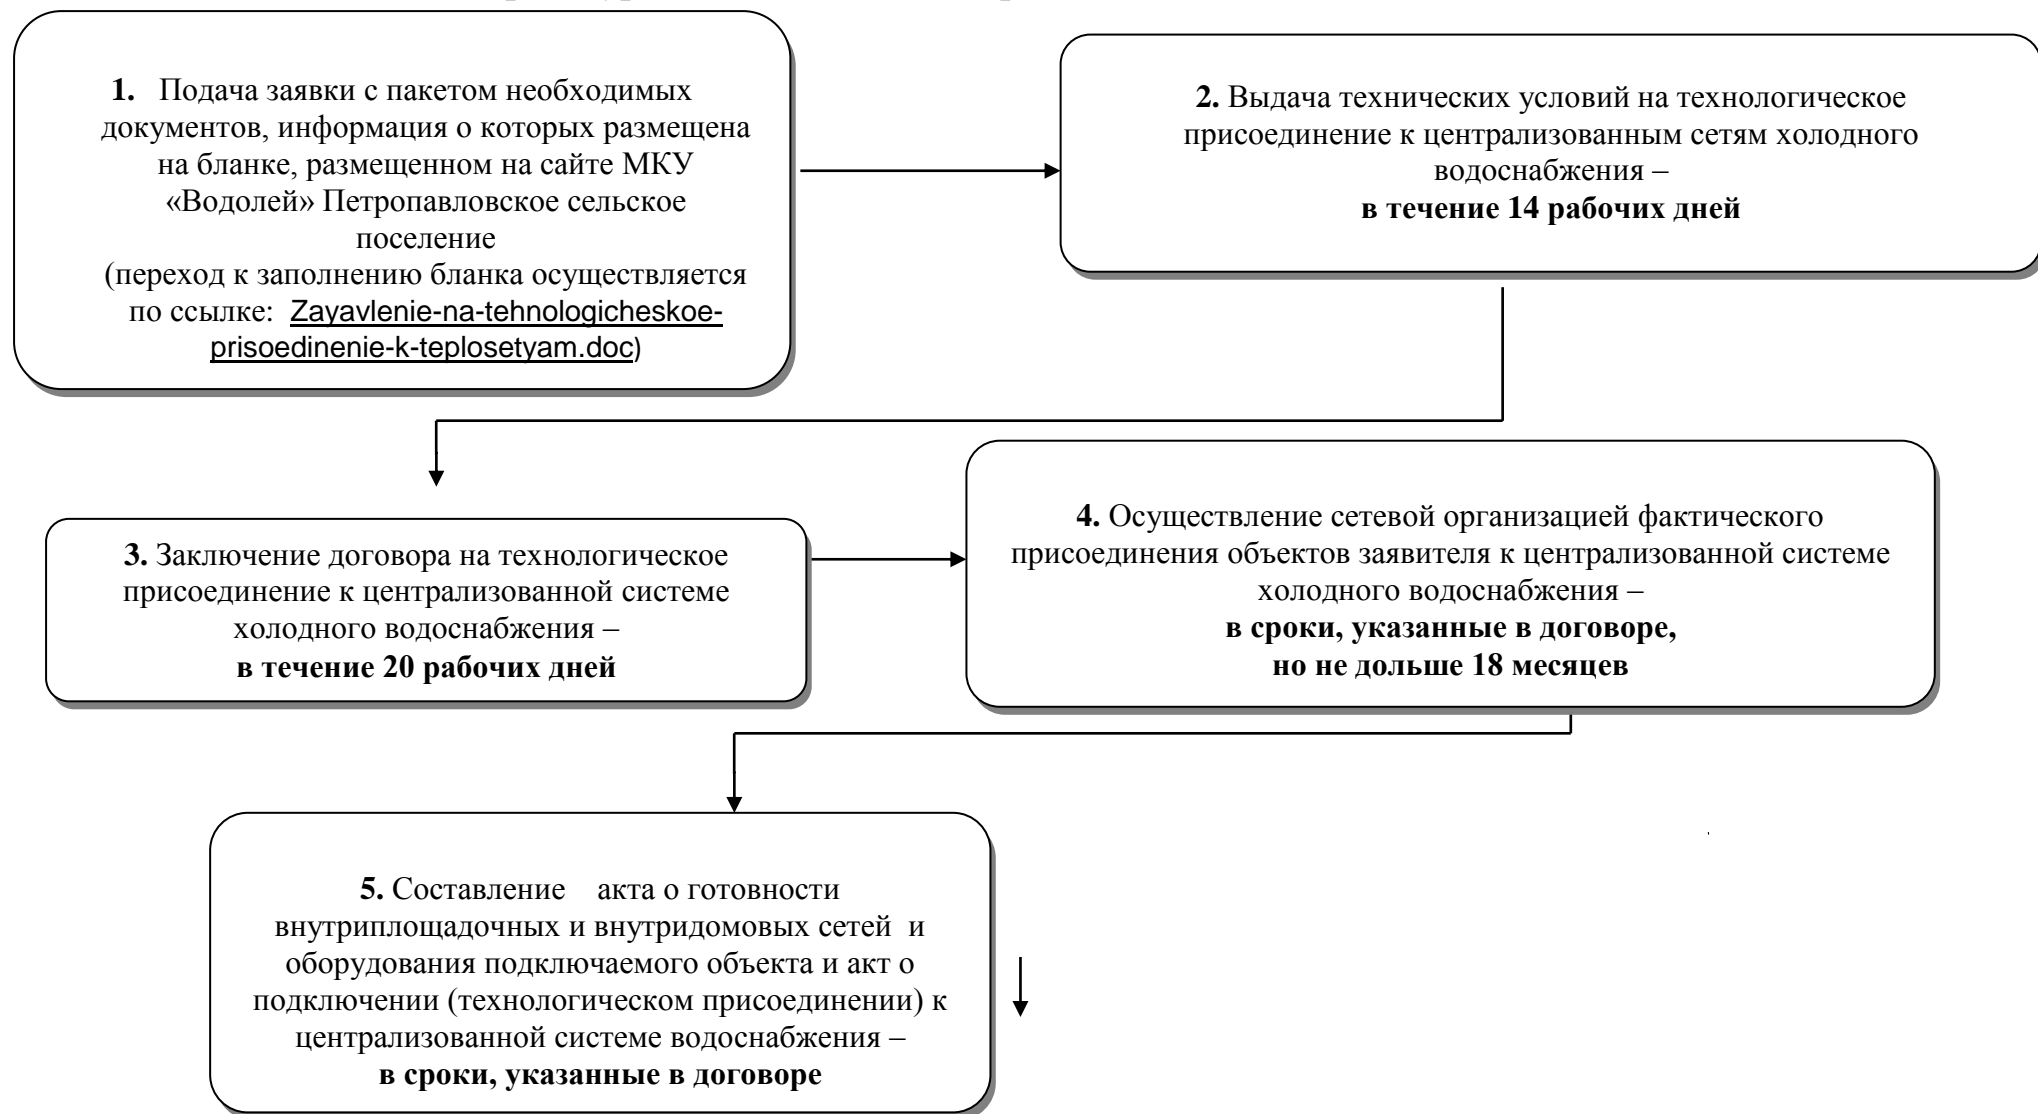 1. Подача заявки с пакетом необходимых
документов, информация о которых размещена
на бланке, размещенном на сайте МКУ
«Водолей» Петропавловское сельское
поселение
(переход к заполнению бланка осуществляется
по ссылке: Zayavlenie-na-tehnologicheskoe-
prisoedinenie-k-teplosetyam.doc)
2. Выдача технических условий на технологическое
присоединение к централизованным сетям холодного
водоснабжения –
в течение 14 рабочих дней
3. Заключение договора на технологическое
присоединение к централизованной системе
холодного водоснабжения –
в течение 20 рабочих дней
4. Осуществление сетевой организацией фактического
присоединения объектов заявителя к централизованной системе
холодного водоснабжения –
в сроки, указанные в договоре,
но не дольше 18 месяцев
5. Составление акта о готовности
внутриплощадочных и внутридомовых сетей и
оборудования подключаемого объекта и акт о
подключении (технологическом присоединении) к
централизованной системе водоснабжения –
в сроки, указанные в договоре